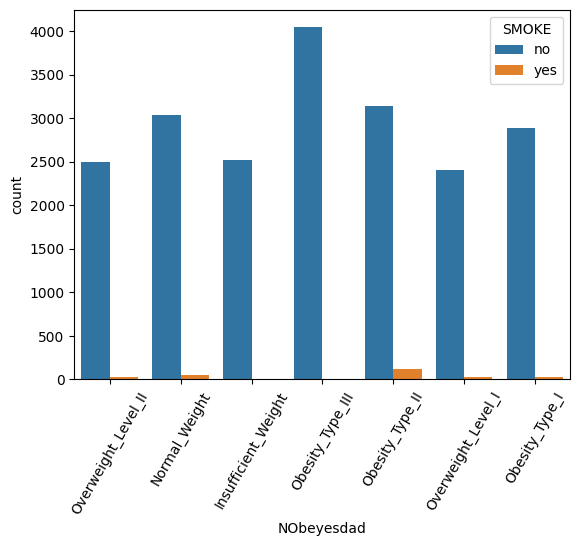 SMOKE
no
yes
4000
3500
3000
2500
2000
1500
1000
500
0
count
Overweight_Level_II
Normal_Weight
Insufficient_Weight
Obesity_Type_III
Obesity_Type_II
Overweight_Level_I
Obesity_Type_I
NObeyesdad